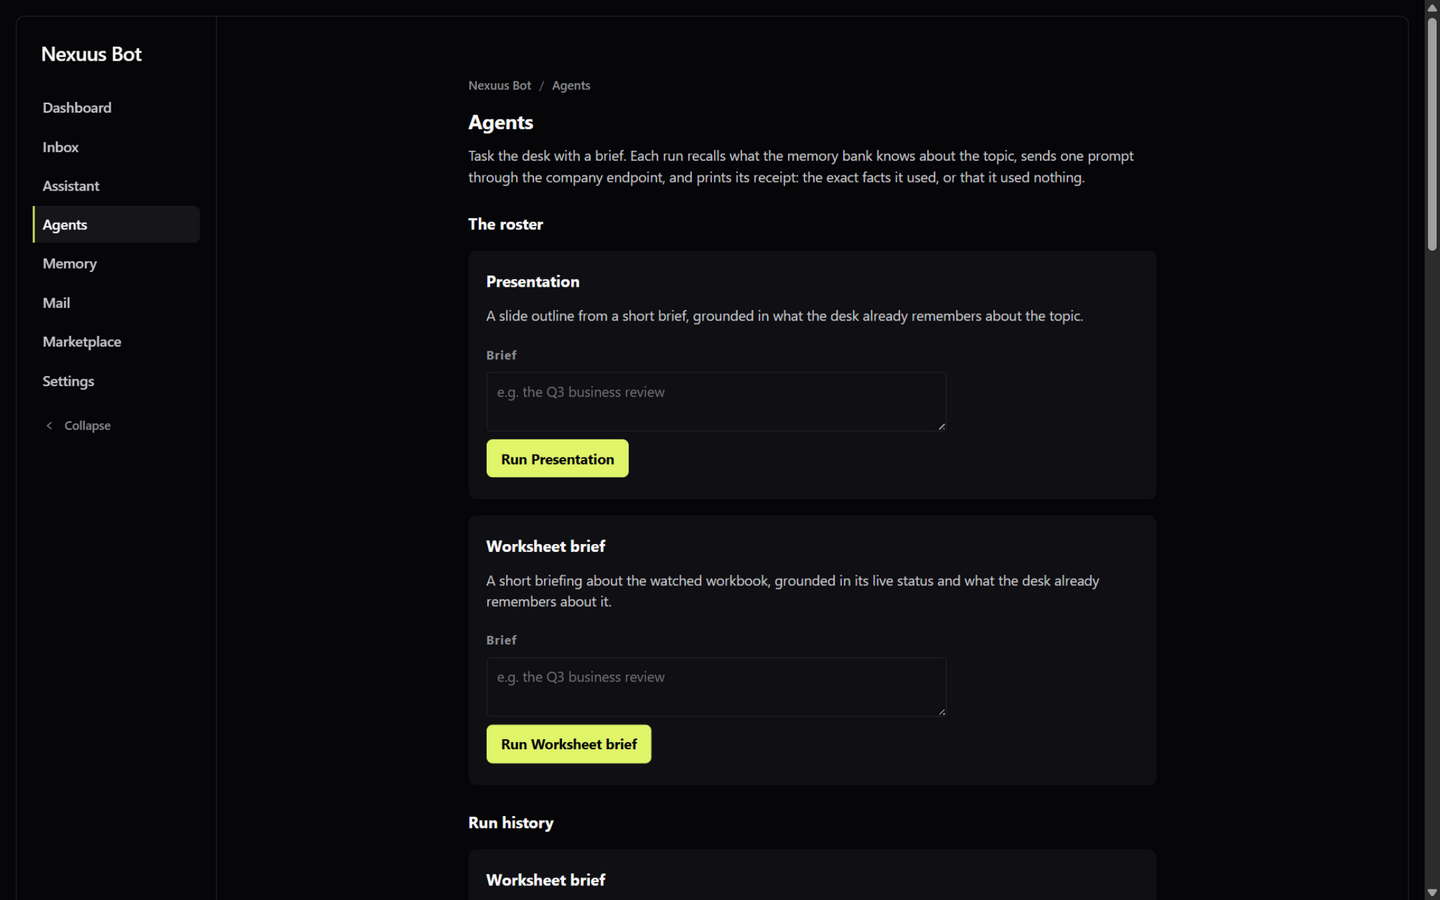 Nexuus Bot
Dashboard
Inbox
Assistant
Agents
Memory
Mail
Marketplace
Settings
Collapse
Nexuus Bot / Agents
Agents
Task the desk with a brief. Each run recalls what the memory bank knows about the topic, sends one prompt
through the company endpoint, and prints its receipt: the exact facts it used, or that it used nothing.
The roster
Presentation
A slide outline from a short brief, grounded in what the desk already remembers about the topic.
Brief
e.g. the Q3 business review
Run Presentation
Worksheet brief
A short briefing about the watched workbook, grounded in its live status and what the desk already
remembers about it.
Brief
e.g. the Q3 business review
Run Worksheet brief
Run history
Worksheet brief